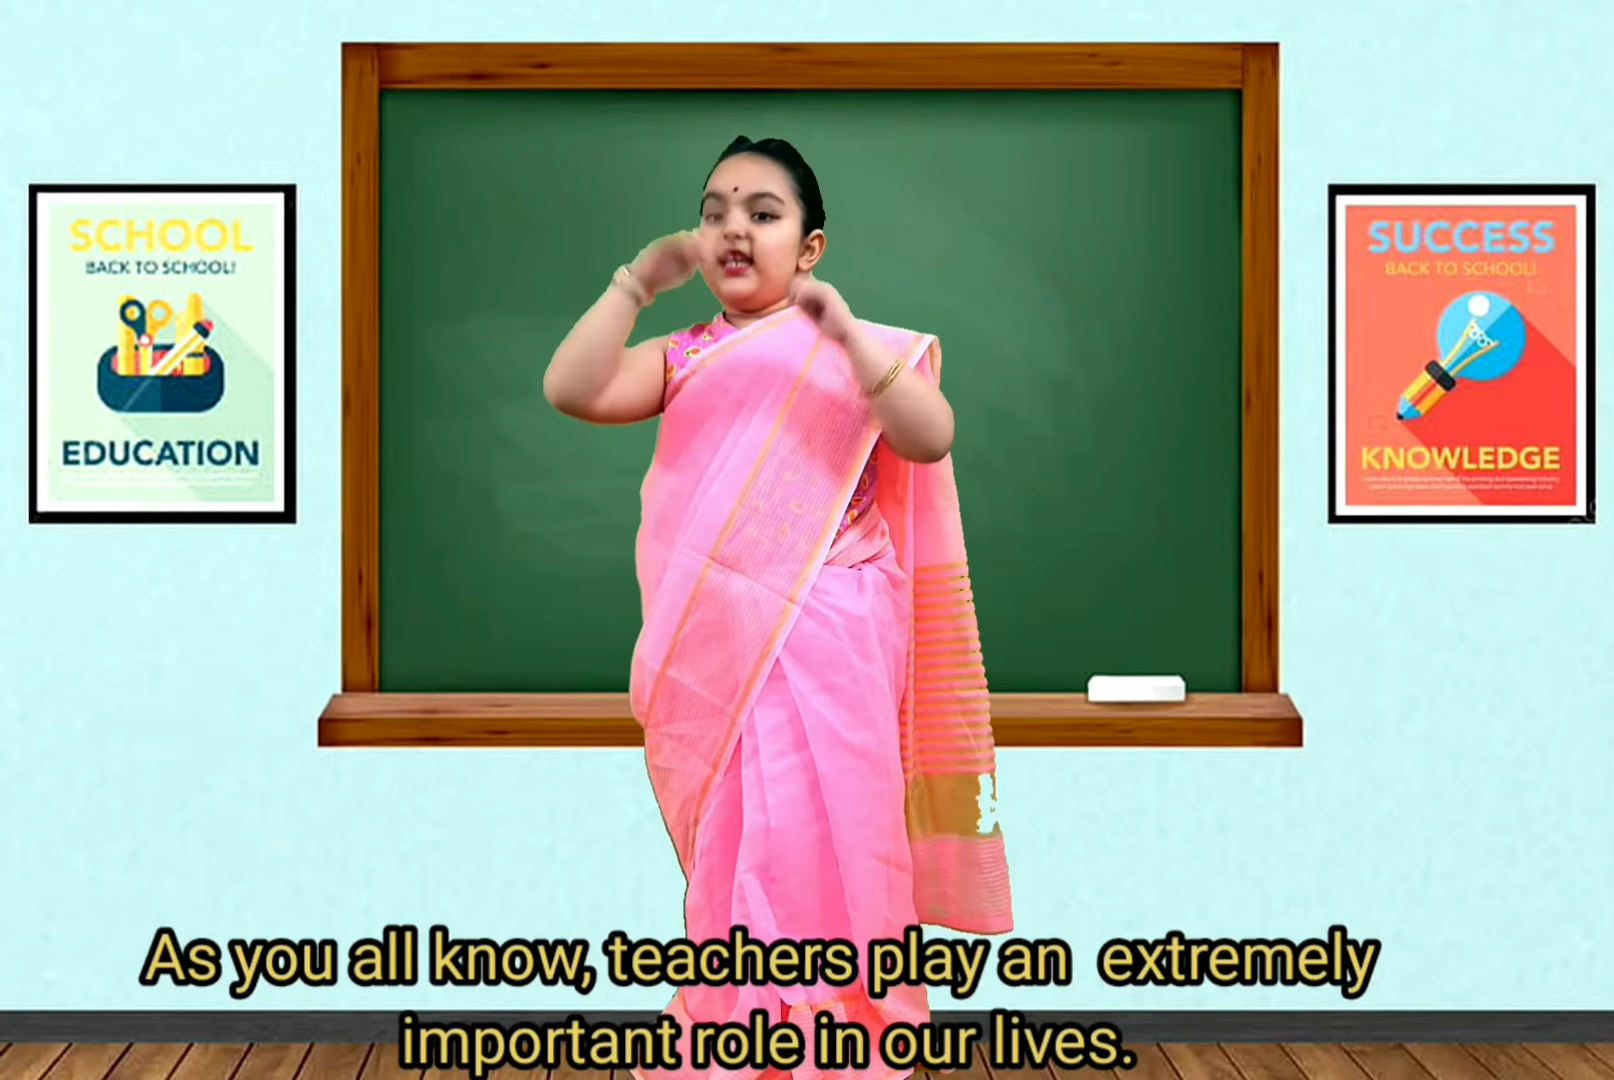 SCHOOL
BACK TO SCHOOL!
EDUCATION
SUCCESS
BACK TO SCHOOL!
KNOWLEDGE
As you all know, teachers play an extremely
important role in our lives.